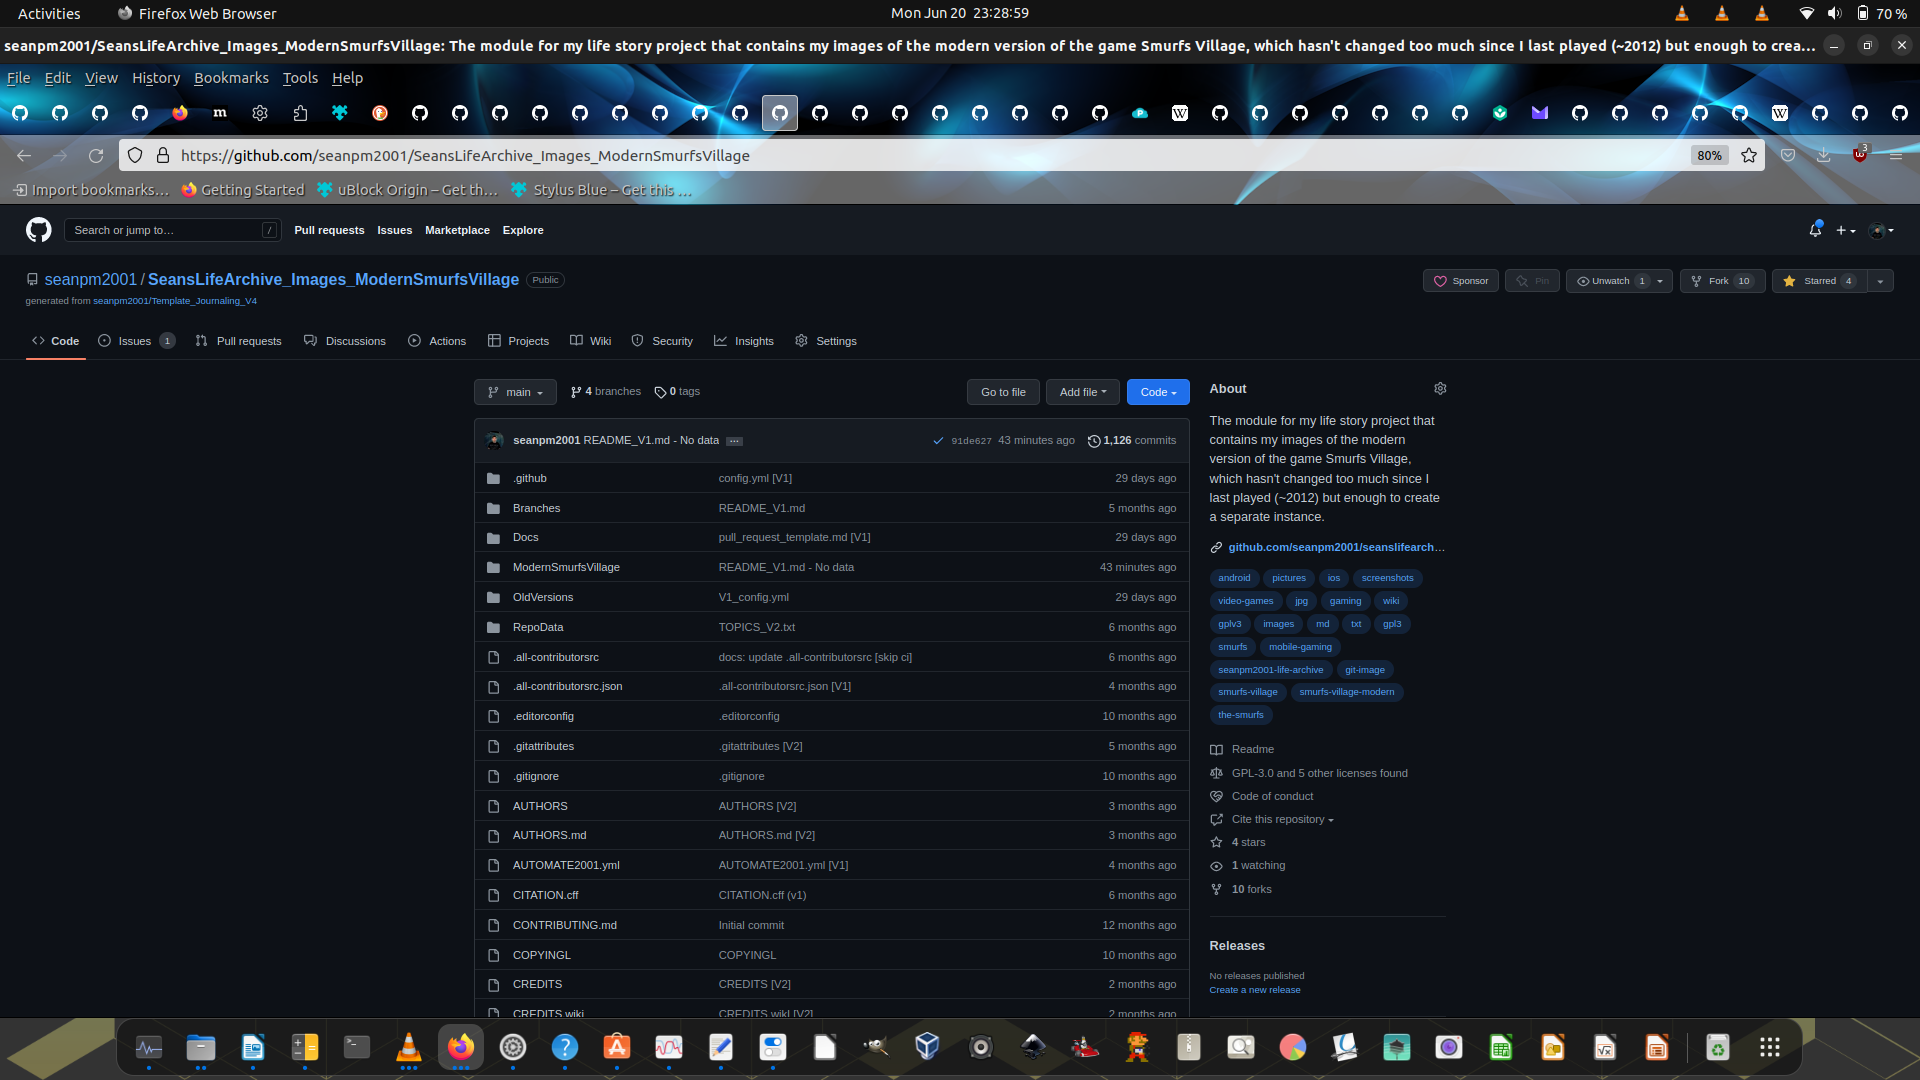 Activities Firefox Web Browser Mon Jun 20 23:28:59 70 %
seanpm2001/SeansLifeArchive_Images_ModernSmurfsVillage: The module for my life story project that contains my images of the modern version of the game Smurfs Village, which hasn't changed too much since I last played (~2012) but enough to crea…
File Edit View History Bookmarks Tools Help
https://github.com/seanpm2001/SeansLifeArchive_Images_ModernSmurfsVillage 80% 3
Import bookmarks… Getting Started uBlock Origin – Get th… Stylus Blue – Get this …
Search or jump to… / Pull requests Issues Marketplace Explore
seanpm2001 / SeansLifeArchive_Images_ModernSmurfsVillage Public Sponsor Pin Unwatch 1 Fork 10 Starred 4
generated from seanpm2001/Template_Journaling_V4
Code Issues 1 Pull requests Discussions Actions Projects Wiki Security Insights Settings
main 4 branches 0 tags Go to file Add file Code
seanpm2001 README_V1.md - No data ... 91de627 43 minutes ago 1,126 commits
.github config.yml [V1] 29 days ago
Branches README_V1.md 5 months ago
Docs pull_request_template.md [V1] 29 days ago
ModernSmurfsVillage README_V1.md - No data 43 minutes ago
OldVersions V1_config.yml 29 days ago
RepoData TOPICS_V2.txt 6 months ago
.all-contributorsrc docs: update .all-contributorsrc [skip ci] 6 months ago
.all-contributorsrc.json .all-contributorsrc.json [V1] 4 months ago
.editorconfig .editorconfig 10 months ago
.gitattributes .gitattributes [V2] 5 months ago
.gitignore .gitignore 10 months ago
AUTHORS AUTHORS [V2] 3 months ago
AUTHORS.md AUTHORS.md [V2] 3 months ago
AUTOMATE2001.yml AUTOMATE2001.yml [V1] 4 months ago
CITATION.cff CITATION.cff (v1) 6 months ago
CONTRIBUTING.md Initial commit 12 months ago
COPYINGL COPYINGL 10 months ago
CREDITS CREDITS [V2] 2 months ago
CREDITS.wiki CREDITS.wikI [V2] 2 months ago
About
The module for my life story project that
contains my images of the modern
version of the game Smurfs Village,
which hasn't changed too much since I
last played (~2012) but enough to create
a separate instance.
github.com/seanpm2001/seanslifearch…
android pictures ios screenshots
video-games jpg gaming wiki
gplv3 images md txt gpl3
smurfs mobile-gaming
seanpm2001-life-archive git-image
smurfs-village smurfs-village-modern
the-smurfs
Readme
GPL-3.0 and 5 other licenses found
Code of conduct
Cite this repository
4 stars
1 watching
10 forks
Releases
No releases published
Create a new release